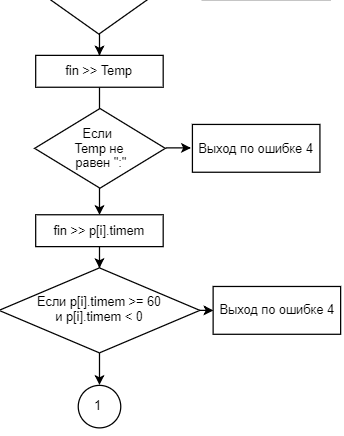 fin >> Temp
Если
Temp не
равен ":"
Выход по ошибке 4
fin >> p[i].timem
Если p[i].timem >= 60
и p[i].timem < 0
Выход по ошибке 4
1